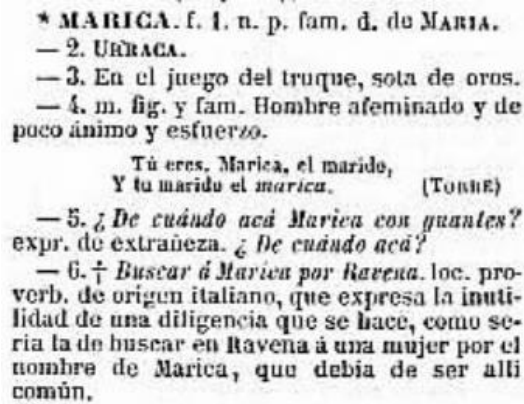 * MARICA. f. 1. n. p. fam. d. de MARIA.
— 2. URRACA.
— 3. En el juego del truque, sota de oros.
— 4. m. fig. y fam. Hombre afeminado y de
poco ánimo y esfuerzo.
Tú eres, Marica, el marido,
Y tu marido el marica. (TORRE)
— 5. ¿ De cuándo acá Marica con guantes?
expr. de extrañeza. ¿ De cuándo acá?
— 6. † Buscar á Marica por Ravena. loc. pro-
verb. de origen italiano, que expresa la inuti-
lidad de una diligencia que se hace, como se-
ria la de buscar en Ravena á una mujer por el
nombre de Marica, que debia de ser alli
común.